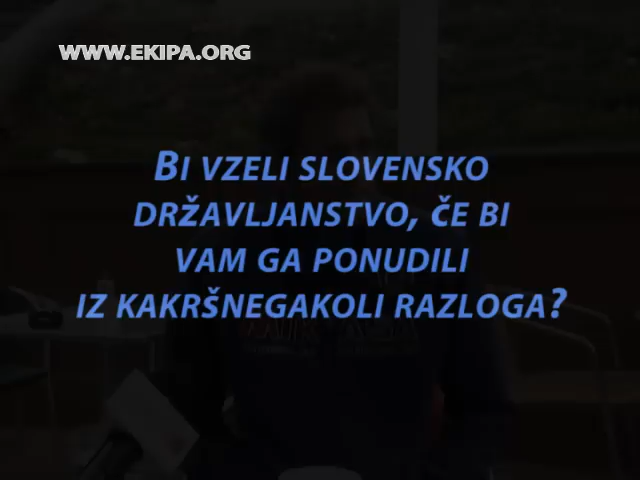 WWW.EKIPA.ORG
BI VZELI SLOVENSKO
DRŽAVLJANSTVO, ČE BI
VAM GA PONUDILI
IZ KAKRŠNEGAKOLI RAZLOGA?